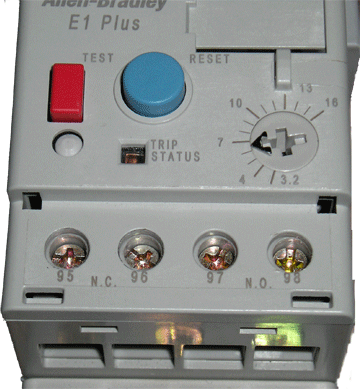 Allen-Bradley
E1 Plus
TEST
RESET
TRIP
STATUS
13
10
16
7
4
3.2
95
N.C.
96
97
N.O.
98